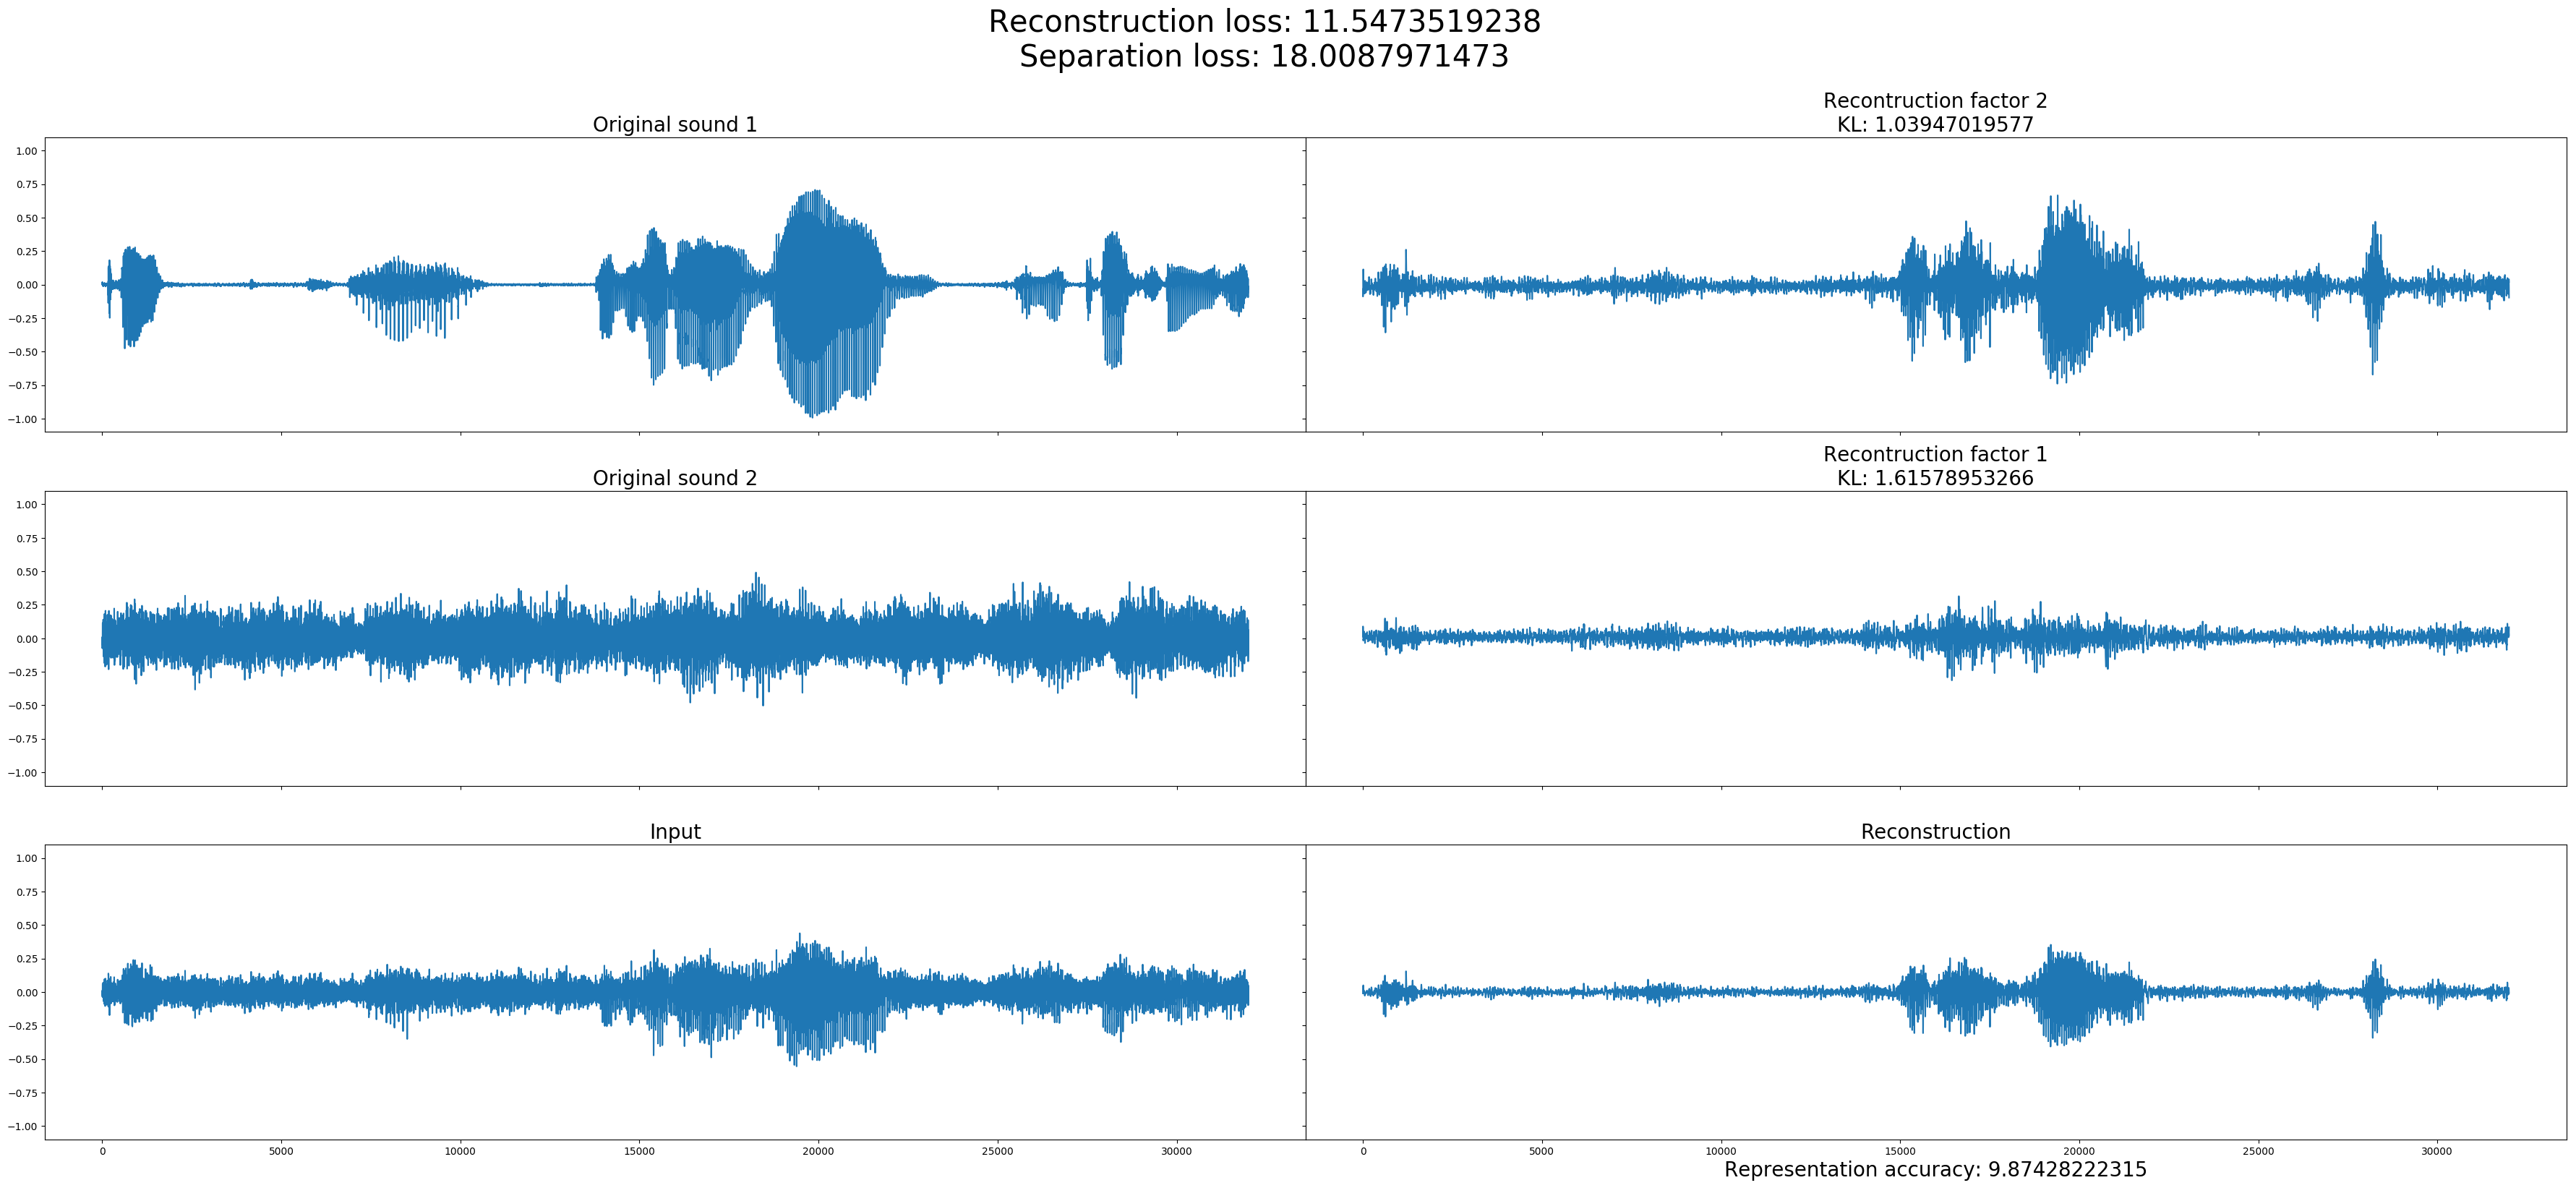 Reconstruction loss: 11.5473519238
Separation loss: 18.0087971473
Original sound 1
Recontruction factor 2
KL: 1.03947019577
1.00
0.75
0.50
0.25
0.00
−0.25
−0.50
−0.75
−1.00
Original sound 2
Recontruction factor 1
KL: 1.61578953266
1.00
0.75
0.50
0.25
0.00
−0.25
−0.50
−0.75
−1.00
Input
Reconstruction
1.00
0.75
0.50
0.25
0.00
−0.25
−0.50
−0.75
−1.00
0 5000 10000 15000 20000 25000 30000
0 5000 10000 15000 20000 25000 30000
Representation accuracy: 9.87428222315